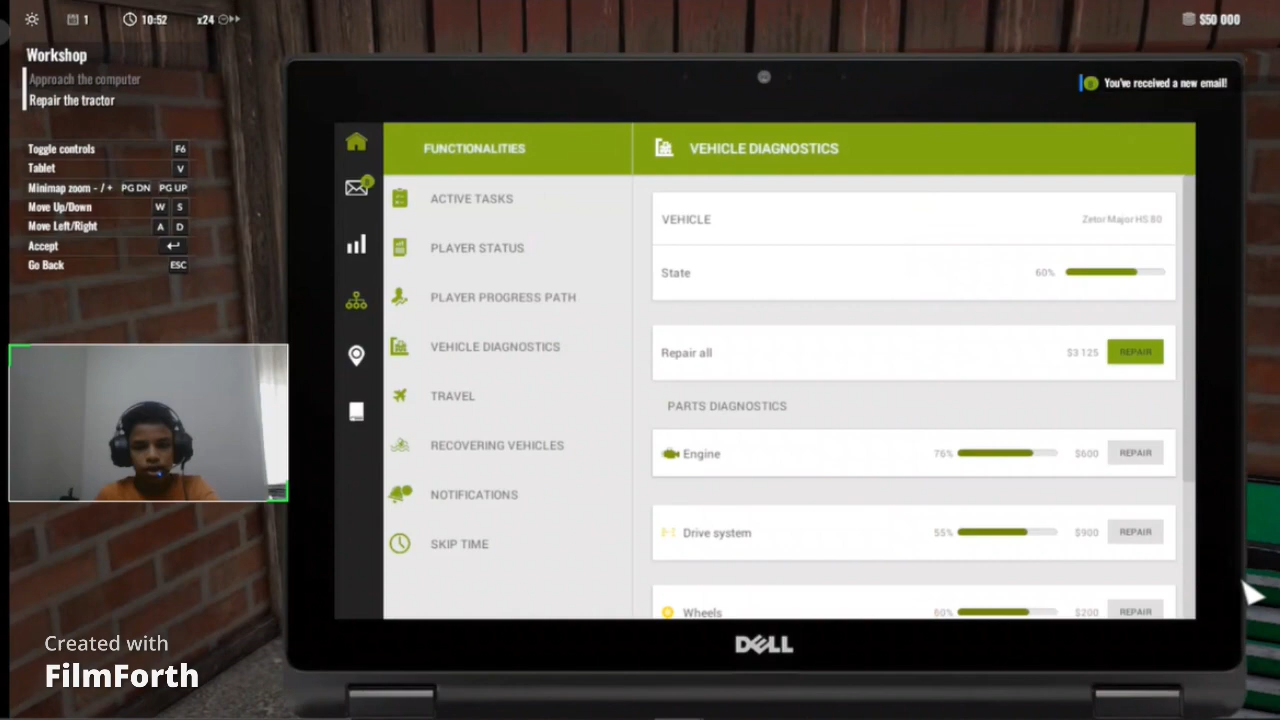 1
10:52
x24
$50 000
Workshop
Approach the computer
Repair the tractor
You've received a new email!
Toggle controls F6
Tablet V
Minimap zoom - / + PG DN PG UP
Move Up/Down W S
Move Left/Right A D
Accept
Go Back ESC
FUNCTIONALITIES
ACTIVE TASKS
PLAYER STATUS
PLAYER PROGRESS PATH
VEHICLE DIAGNOSTICS
TRAVEL
RECOVERING VEHICLES
NOTIFICATIONS
SKIP TIME
VEHICLE DIAGNOSTICS
VEHICLE Zetor Major HS 80
State 60%
Repair all $3 125 REPAIR
PARTS DIAGNOSTICS
Engine 76% $600 REPAIR
Drive system 55% $900 REPAIR
Wheels 60% $200 REPAIR
DELL
Created with
FilmForth